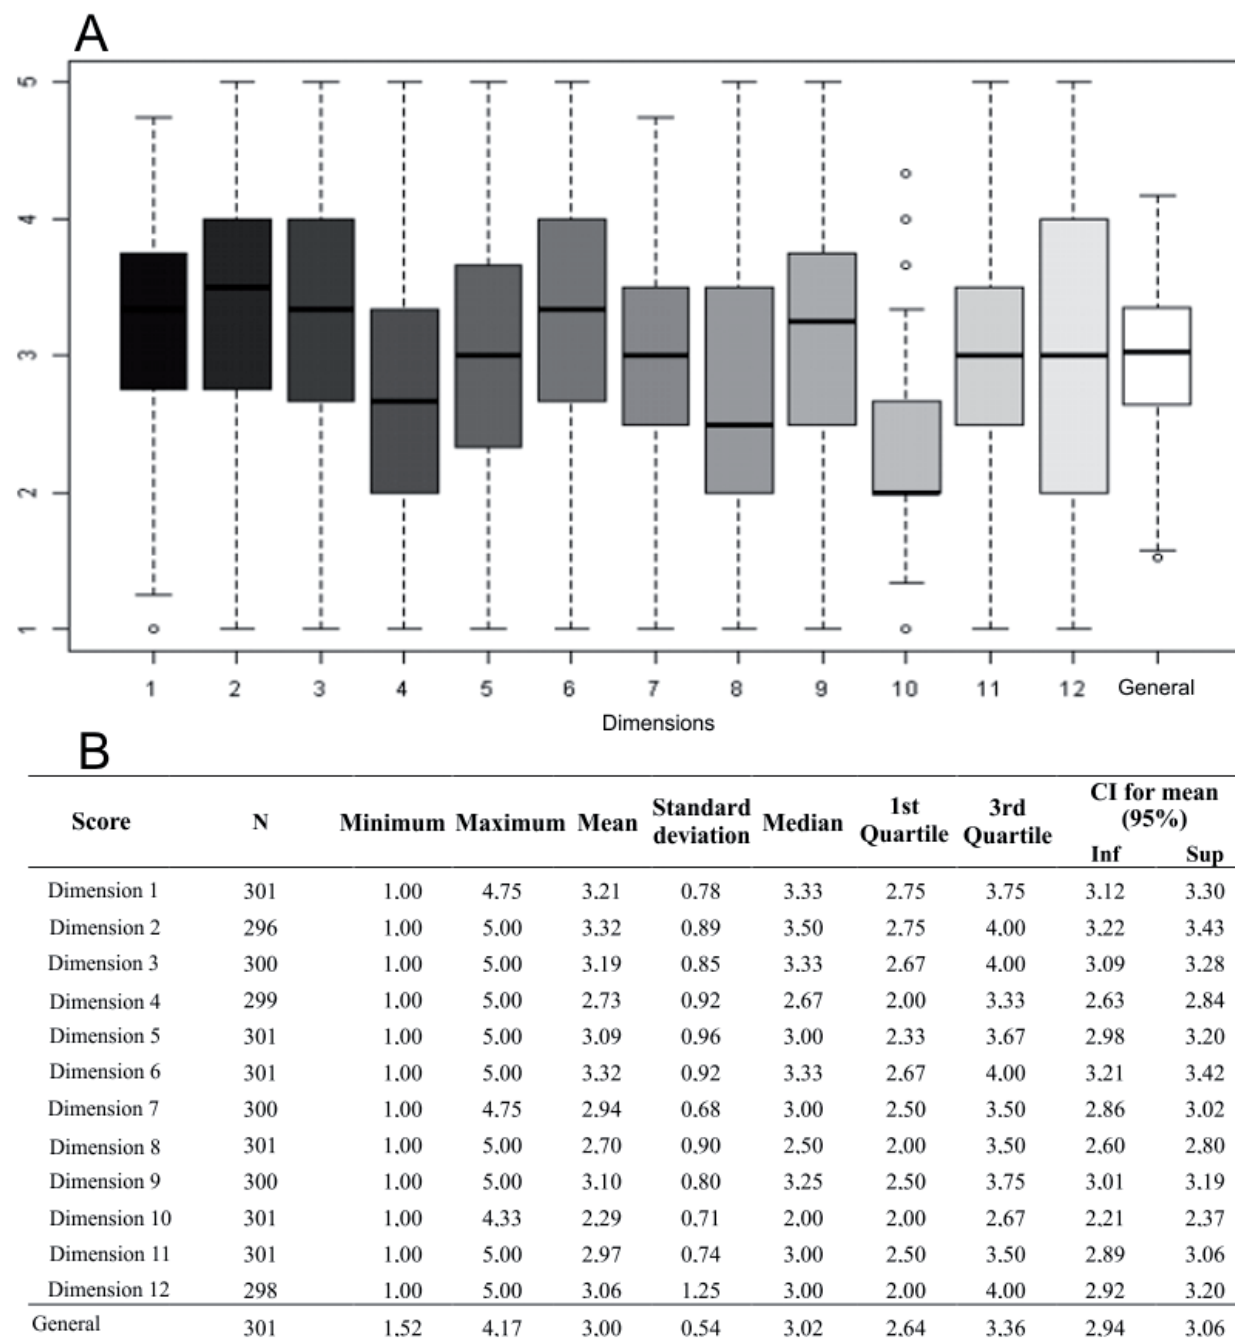 A
5
4
3
2
1
1 2 3 4 5 6 7 8 9 10 11 12 General
Dimensions
B
Score N Minimum Maximum Mean Standard deviation Median 1st Quartile 3rd Quartile CI for mean (95%)
Inf Sup
Dimension 1 301 1.00 4.75 3.21 0.78 3.33 2.75 3.75 3.12 3.30
Dimension 2 296 1.00 5.00 3.32 0.89 3.50 2.75 4.00 3.22 3.43
Dimension 3 300 1.00 5.00 3.19 0.85 3.33 2.67 4.00 3.09 3.28
Dimension 4 299 1.00 5.00 2.73 0.92 2.67 2.00 3.33 2.63 2.84
Dimension 5 301 1.00 5.00 3.09 0.96 3.00 2.33 3.67 2.98 3.20
Dimension 6 301 1.00 5.00 3.32 0.92 3.33 2.67 4.00 3.21 3.42
Dimension 7 300 1.00 4.75 2.94 0.68 3.00 2.50 3.50 2.86 3.02
Dimension 8 301 1.00 5.00 2.70 0.90 2.50 2.00 3.50 2.60 2.80
Dimension 9 300 1.00 5.00 3.10 0.80 3.25 2.50 3.75 3.01 3.19
Dimension 10 301 1.00 4.33 2.29 0.71 2.00 2.00 2.67 2.21 2.37
Dimension 11 301 1.00 5.00 2.97 0.74 3.00 2.50 3.50 2.89 3.06
Dimension 12 298 1.00 5.00 3.06 1.25 3.00 2.00 4.00 2.92 3.20
General 301 1.52 4.17 3.00 0.54 3.02 2.64 3.36 2.94 3.06